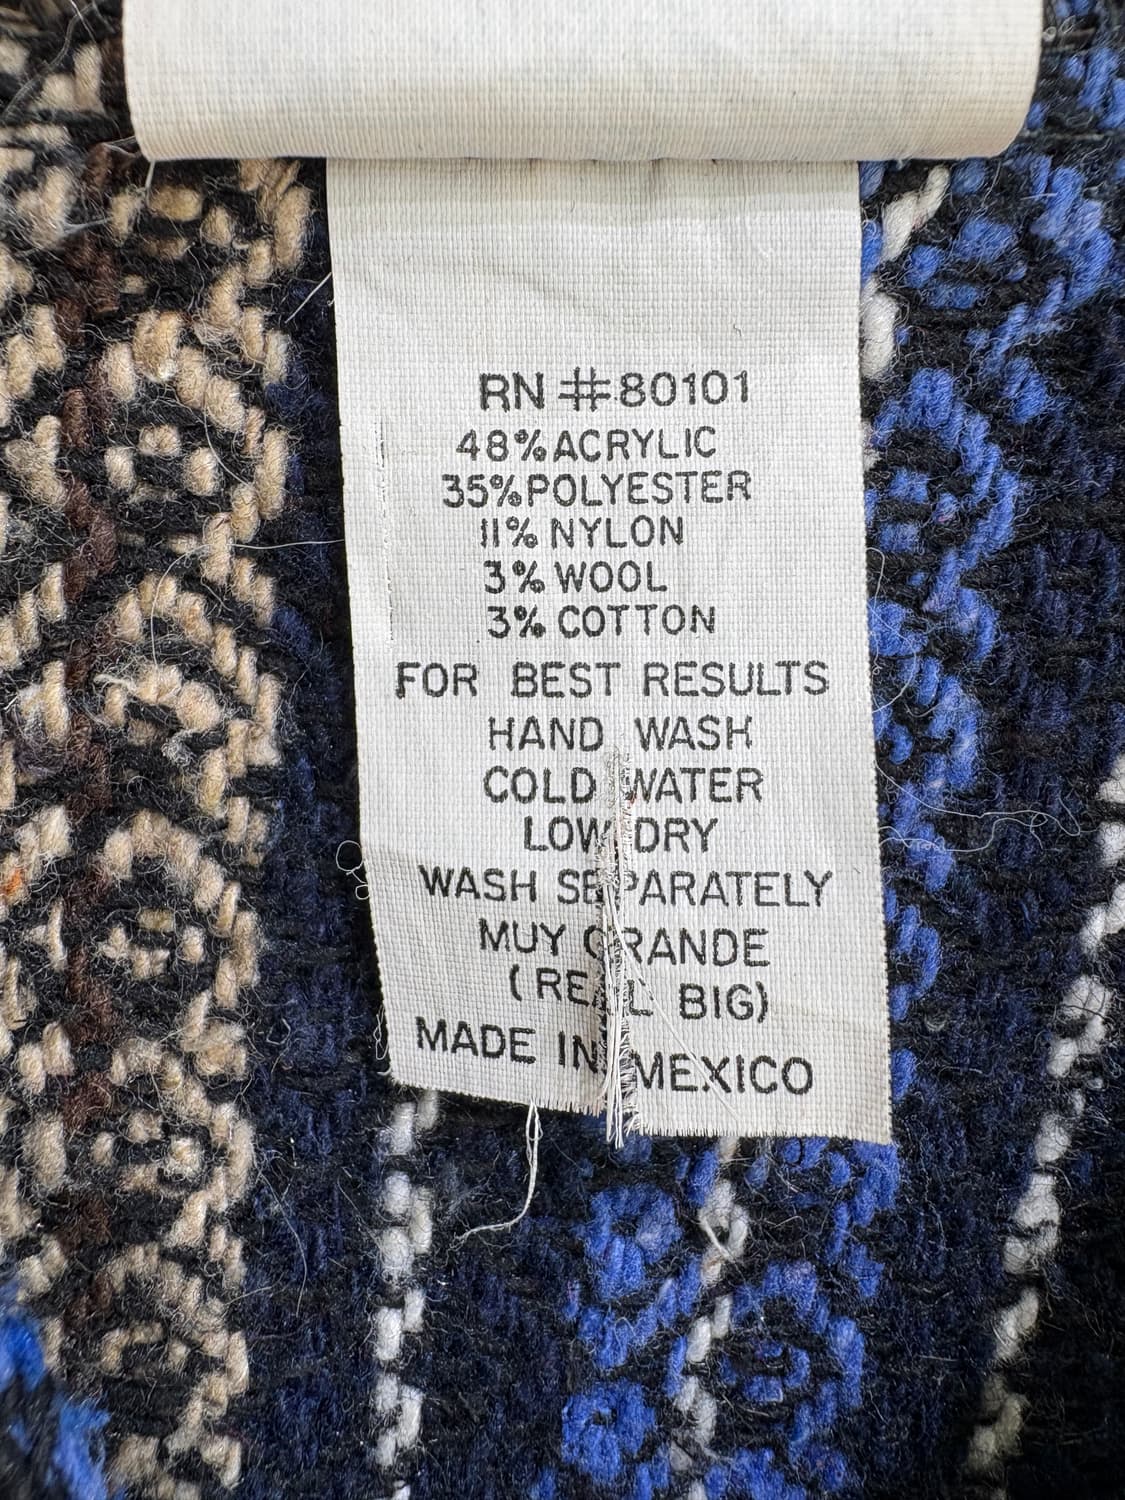 RN #80101
48% ACRYLIC
35% POLYESTER
11% NYLON
3% WOOL
3% COTTON
FOR BEST RESULTS
HAND WASH
COLD WATER
LOW DRY
WASH SEPARATELY
MUY GRANDE
(REAL BIG)
MADE IN MEXICO